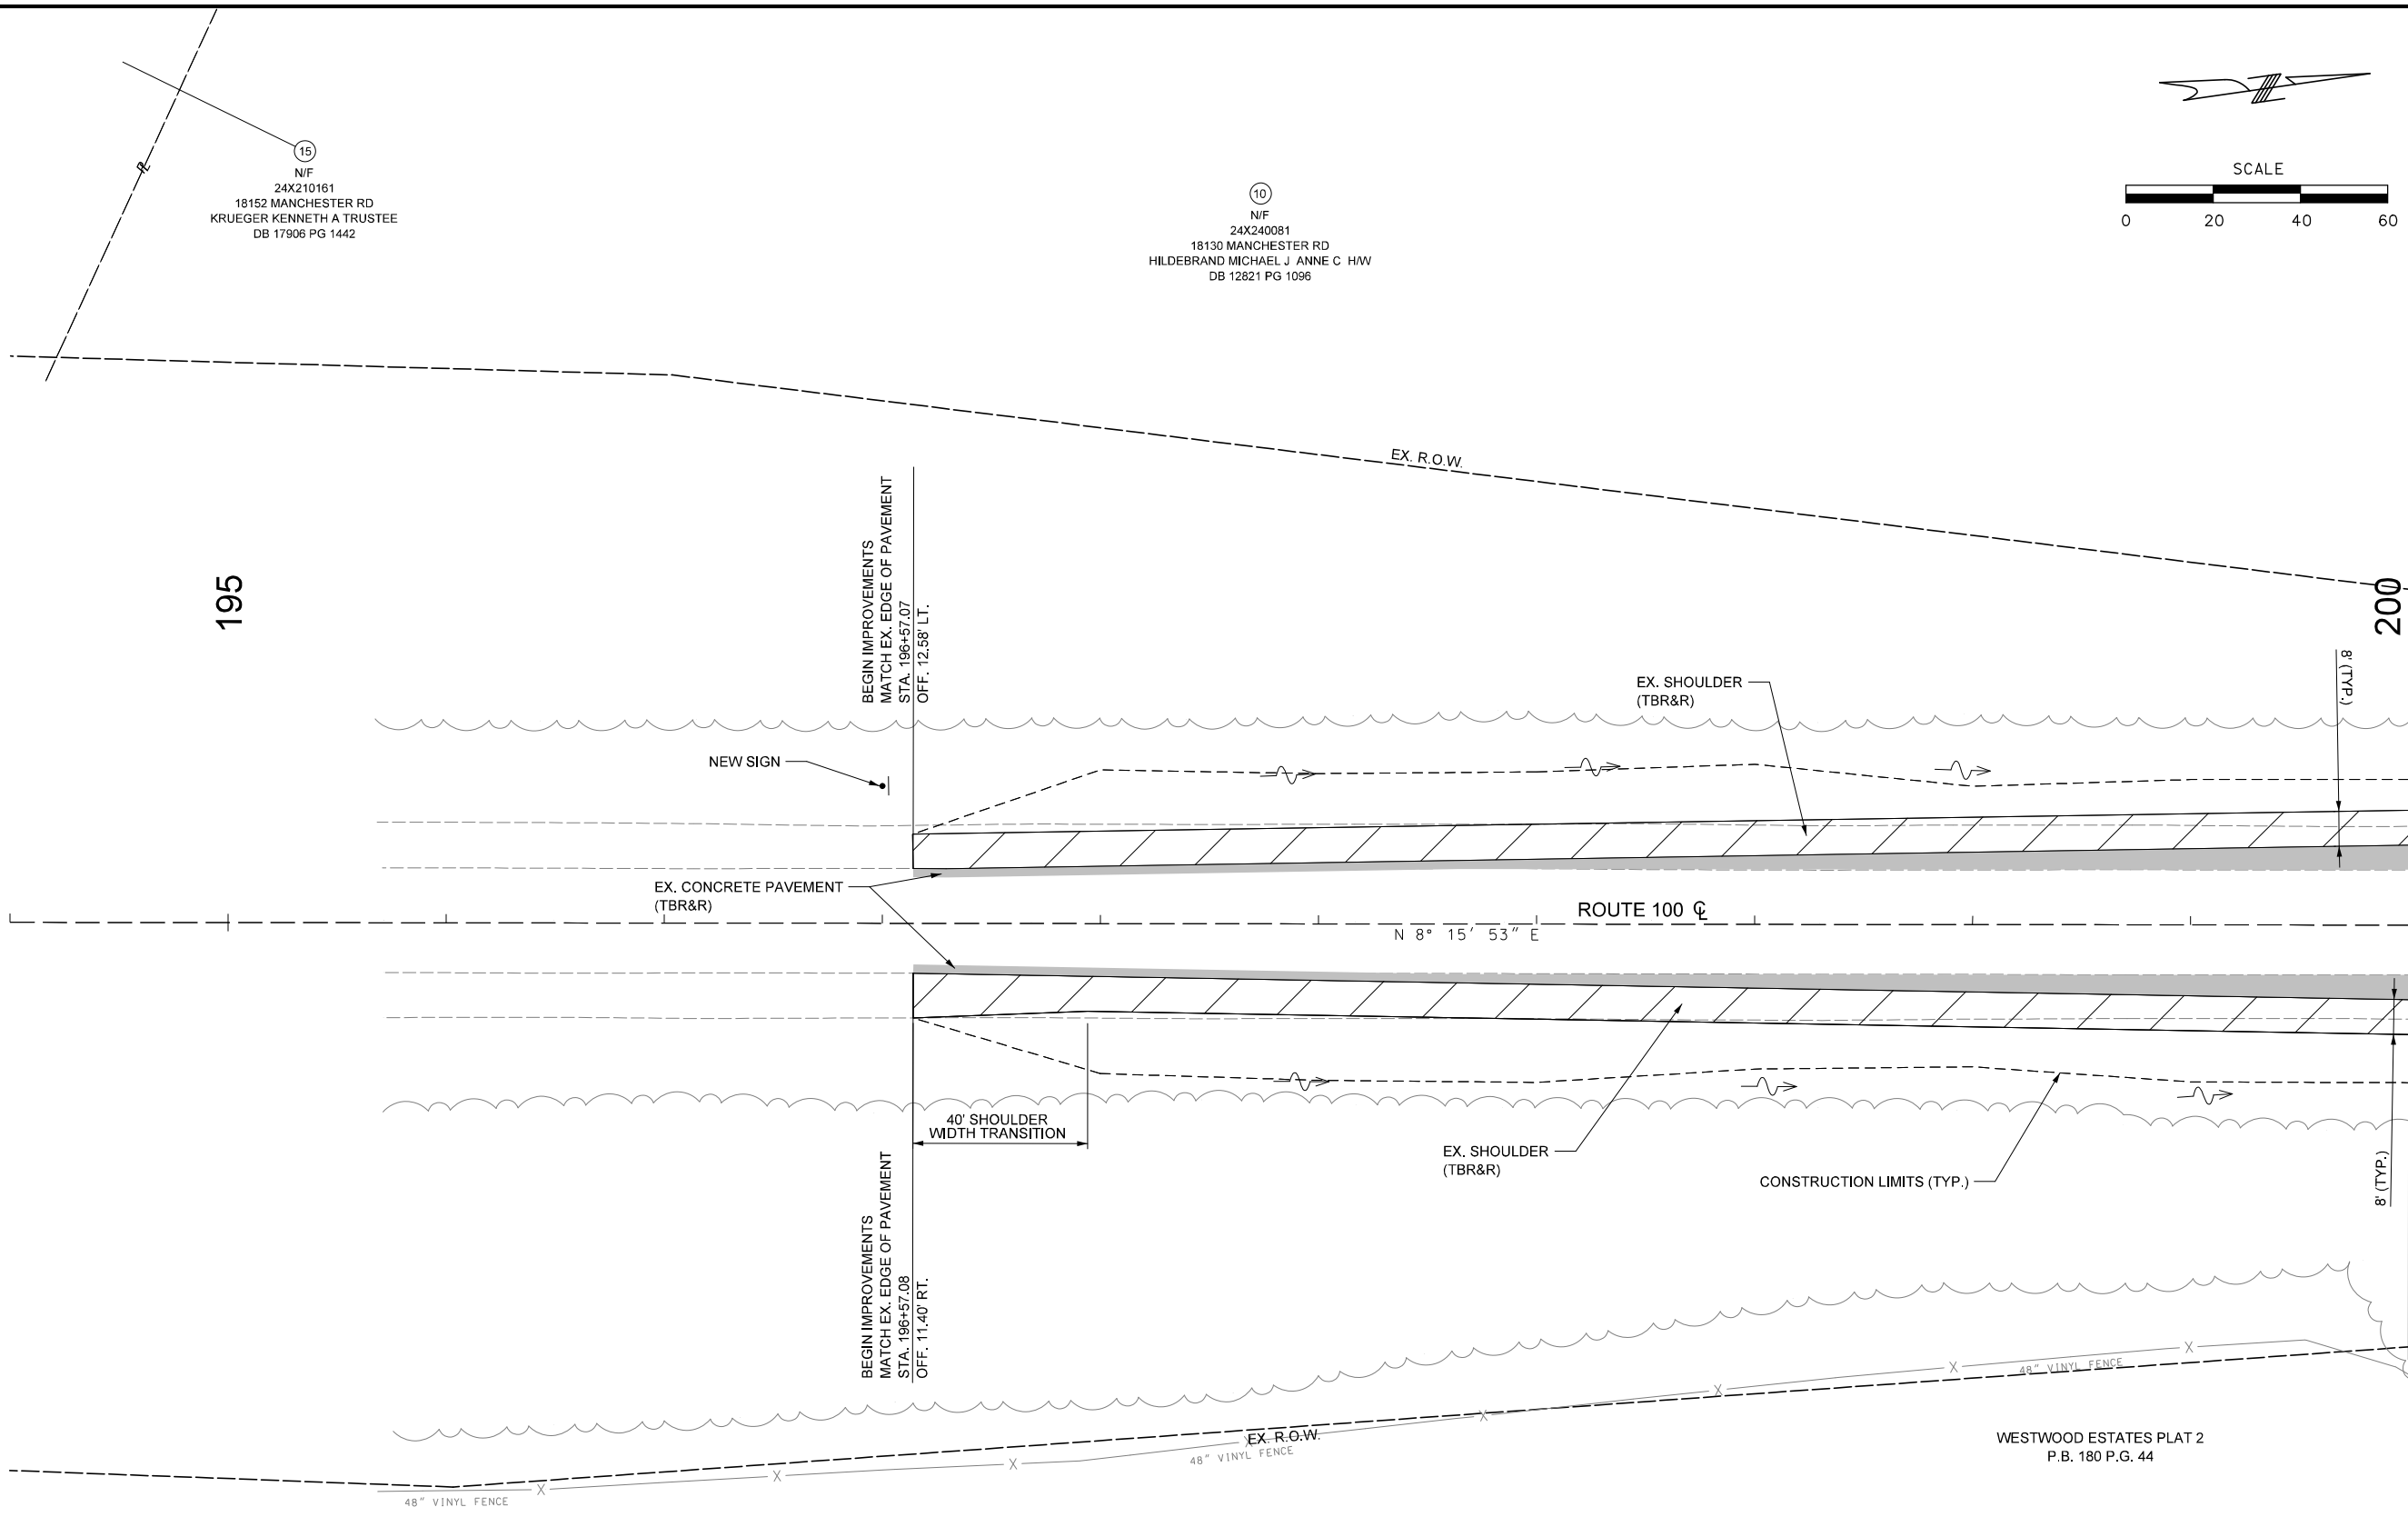 15
N/F
24X210161
18152 MANCHESTER RD
KRUEGER KENNETH A TRUSTEE
DB 17906 PG 1442
PL
10
N/F
24X240081
18130 MANCHESTER RD
HILDEBRAND MICHAEL J ANNE C H/W
DB 12821 PG 1096
SCALE
0 20 40 60
EX. R.O.W.
195
200
BEGIN IMPROVEMENTS
MATCH EX. EDGE OF PAVEMENT
STA. 196+57.07
OFF. 12.58' LT.
8' (TYP.)
EX. SHOULDER
(TBR&R)
NEW SIGN
EX. CONCRETE PAVEMENT
(TBR&R)
ROUTE 100 CL
N 8° 15' 53" E
40' SHOULDER
WIDTH TRANSITION
EX. SHOULDER
(TBR&R)
CONSTRUCTION LIMITS (TYP.)
8' (TYP.)
BEGIN IMPROVEMENTS
MATCH EX. EDGE OF PAVEMENT
STA. 196+57.08
OFF. 11.40' RT.
X
X
X
48" VINYL FENCE
X
EX. R.O.W.
X
48" VINYL FENCE
WESTWOOD ESTATES PLAT 2
P.B. 180 P.G. 44
X
X
X
48" VINYL FENCE